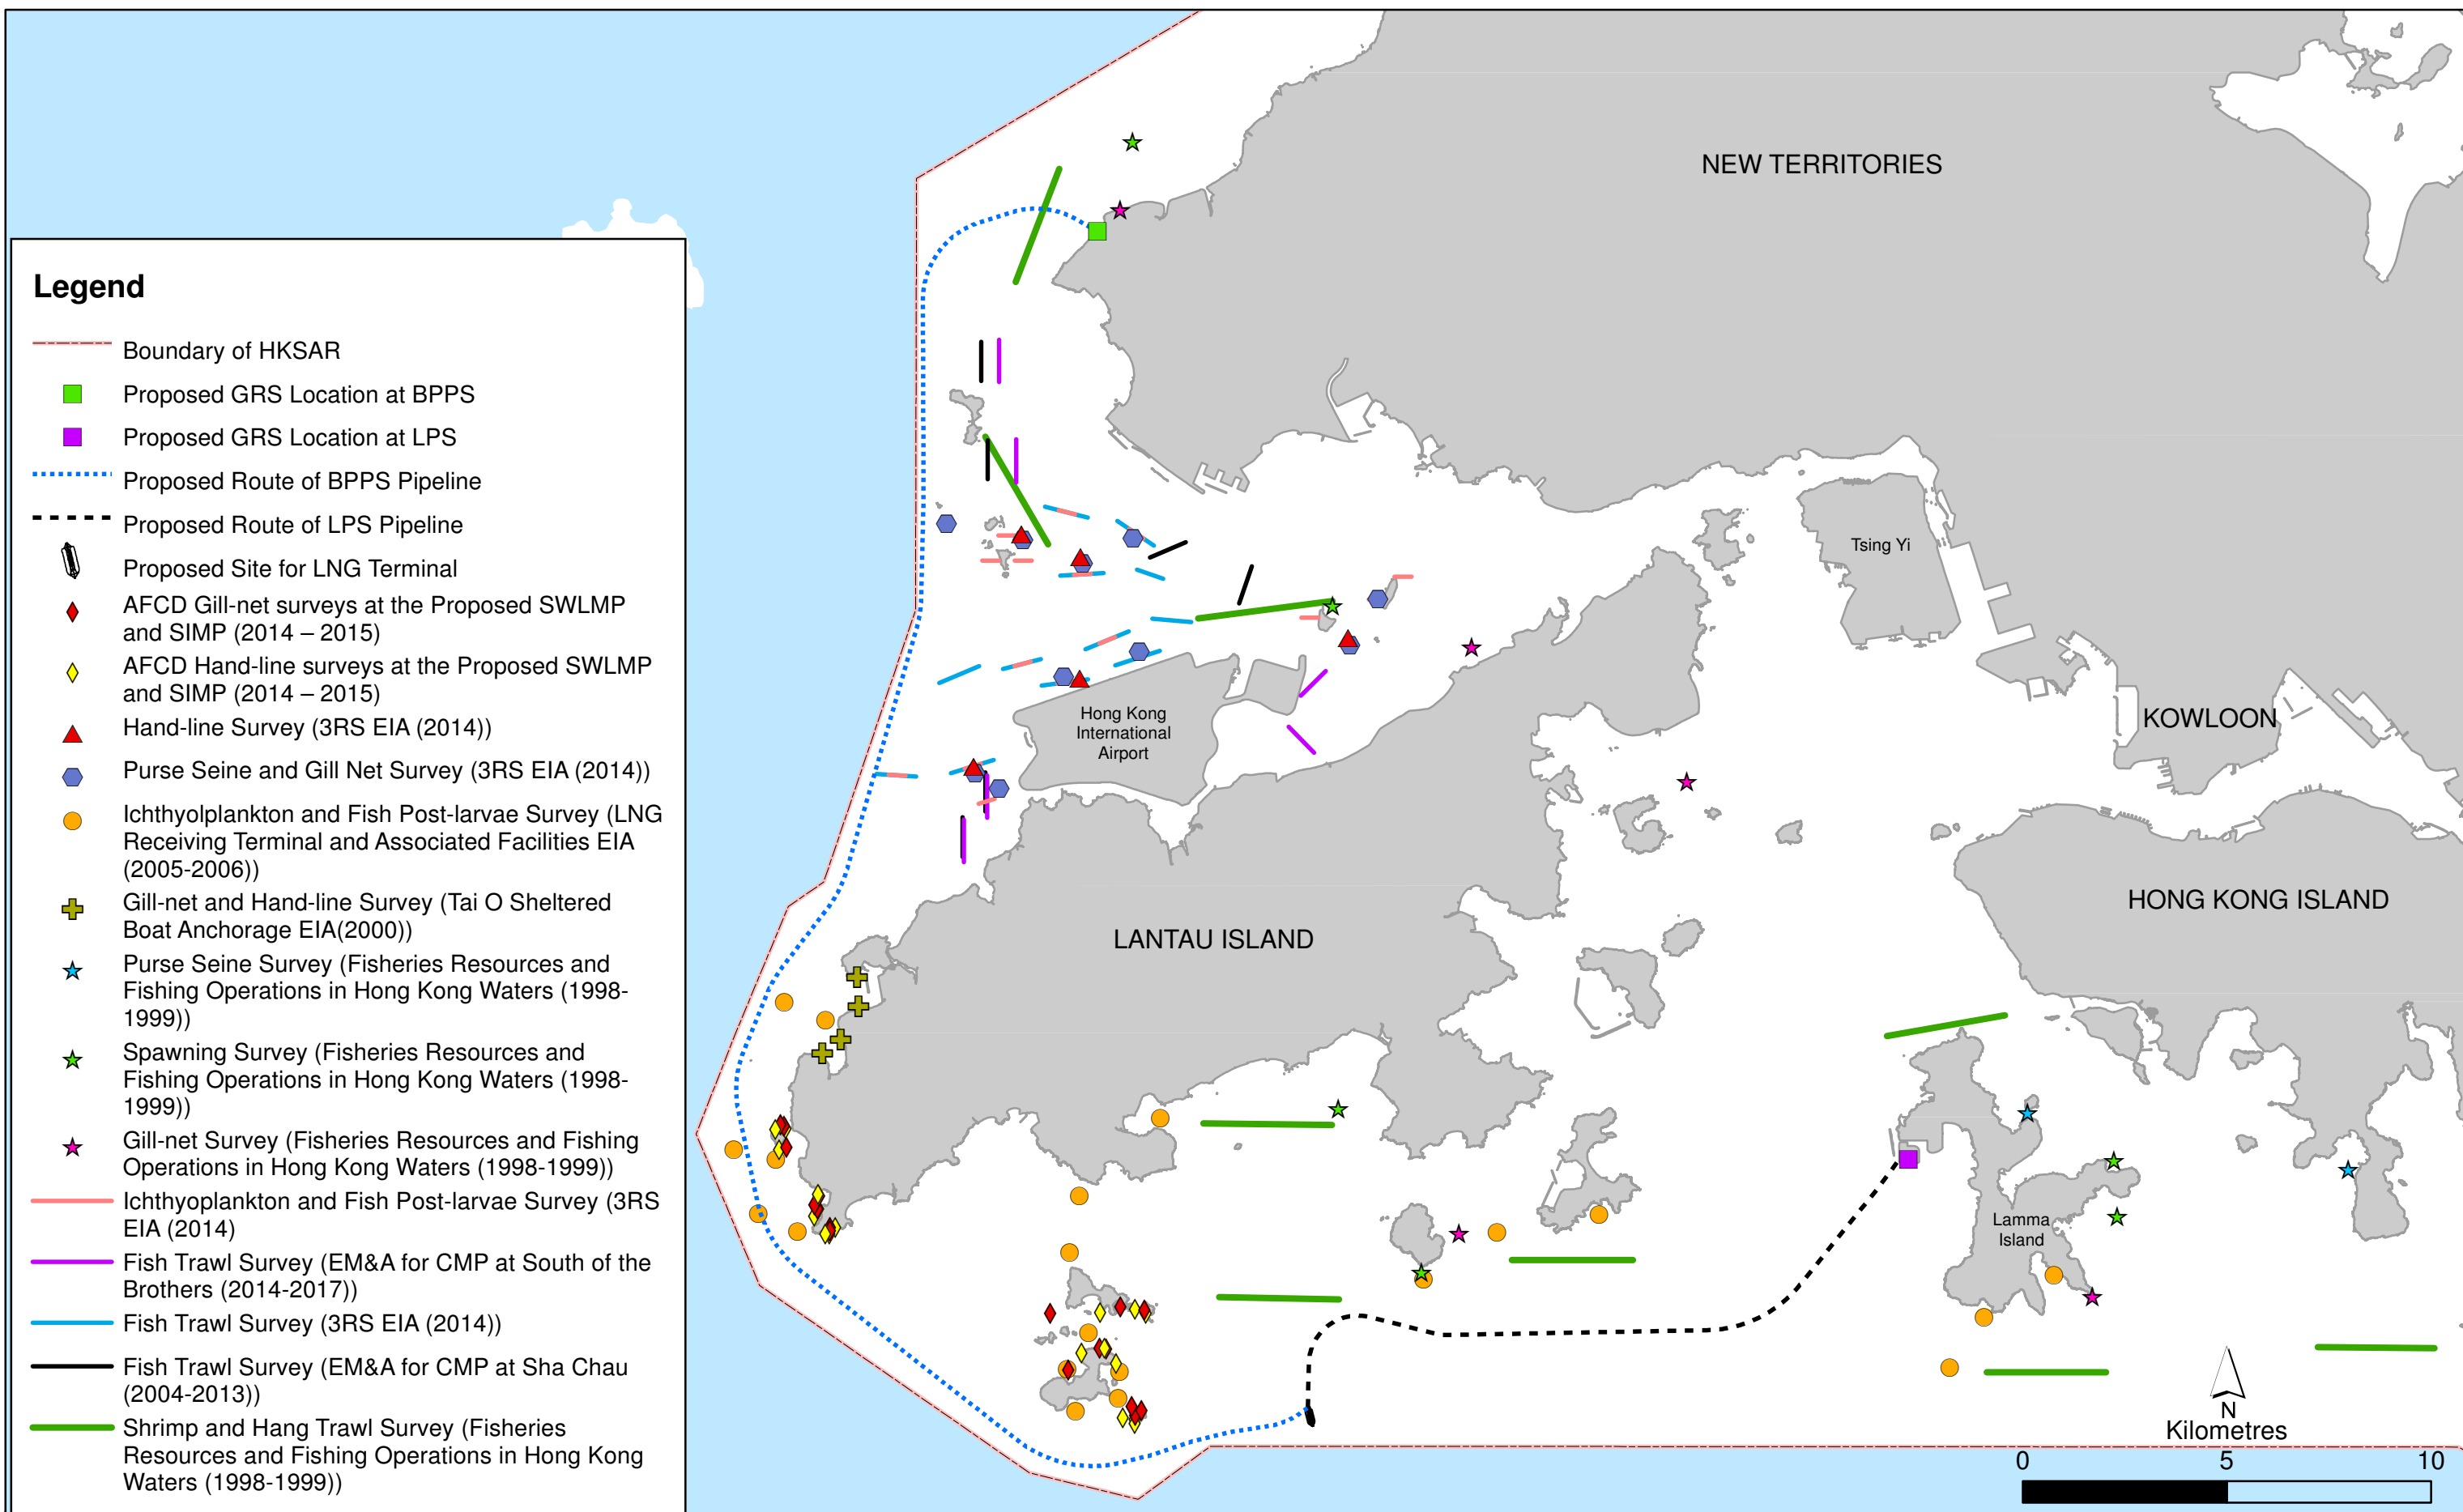 Legend
Boundary of HKSAR
Proposed GRS Location at BPPS
Proposed GRS Location at LPS
Proposed Route of BPPS Pipeline
Proposed Route of LPS Pipeline
Proposed Site for LNG Terminal
AFCD Gill-net surveys at the Proposed SWLMP
and SIMP (2014 – 2015)
AFCD Hand-line surveys at the Proposed SWLMP
and SIMP (2014 – 2015)
Hand-line Survey (3RS EIA (2014))
Purse Seine and Gill Net Survey (3RS EIA (2014))
Ichthyolplankton and Fish Post-larvae Survey (LNG
Receiving Terminal and Associated Facilities EIA
(2005-2006))
Gill-net and Hand-line Survey (Tai O Sheltered
Boat Anchorage EIA(2000))
Purse Seine Survey (Fisheries Resources and
Fishing Operations in Hong Kong Waters (1998-
1999))
Spawning Survey (Fisheries Resources and
Fishing Operations in Hong Kong Waters (1998-
1999))
Gill-net Survey (Fisheries Resources and Fishing
Operations in Hong Kong Waters (1998-1999))
Ichthyoplankton and Fish Post-larvae Survey (3RS
EIA (2014)
Fish Trawl Survey (EM&A for CMP at South of the
Brothers (2014-2017))
Fish Trawl Survey (3RS EIA (2014))
Fish Trawl Survey (EM&A for CMP at Sha Chau
(2004-2013))
Shrimp and Hang Trawl Survey (Fisheries
Resources and Fishing Operations in Hong Kong
Waters (1998-1999))
NEW TERRITORIES
Tsing Yi
KOWLOON
Hong Kong
International
Airport
HONG KONG ISLAND
LANTAU ISLAND
Lamma
Island
N
Kilometres
0 5 10